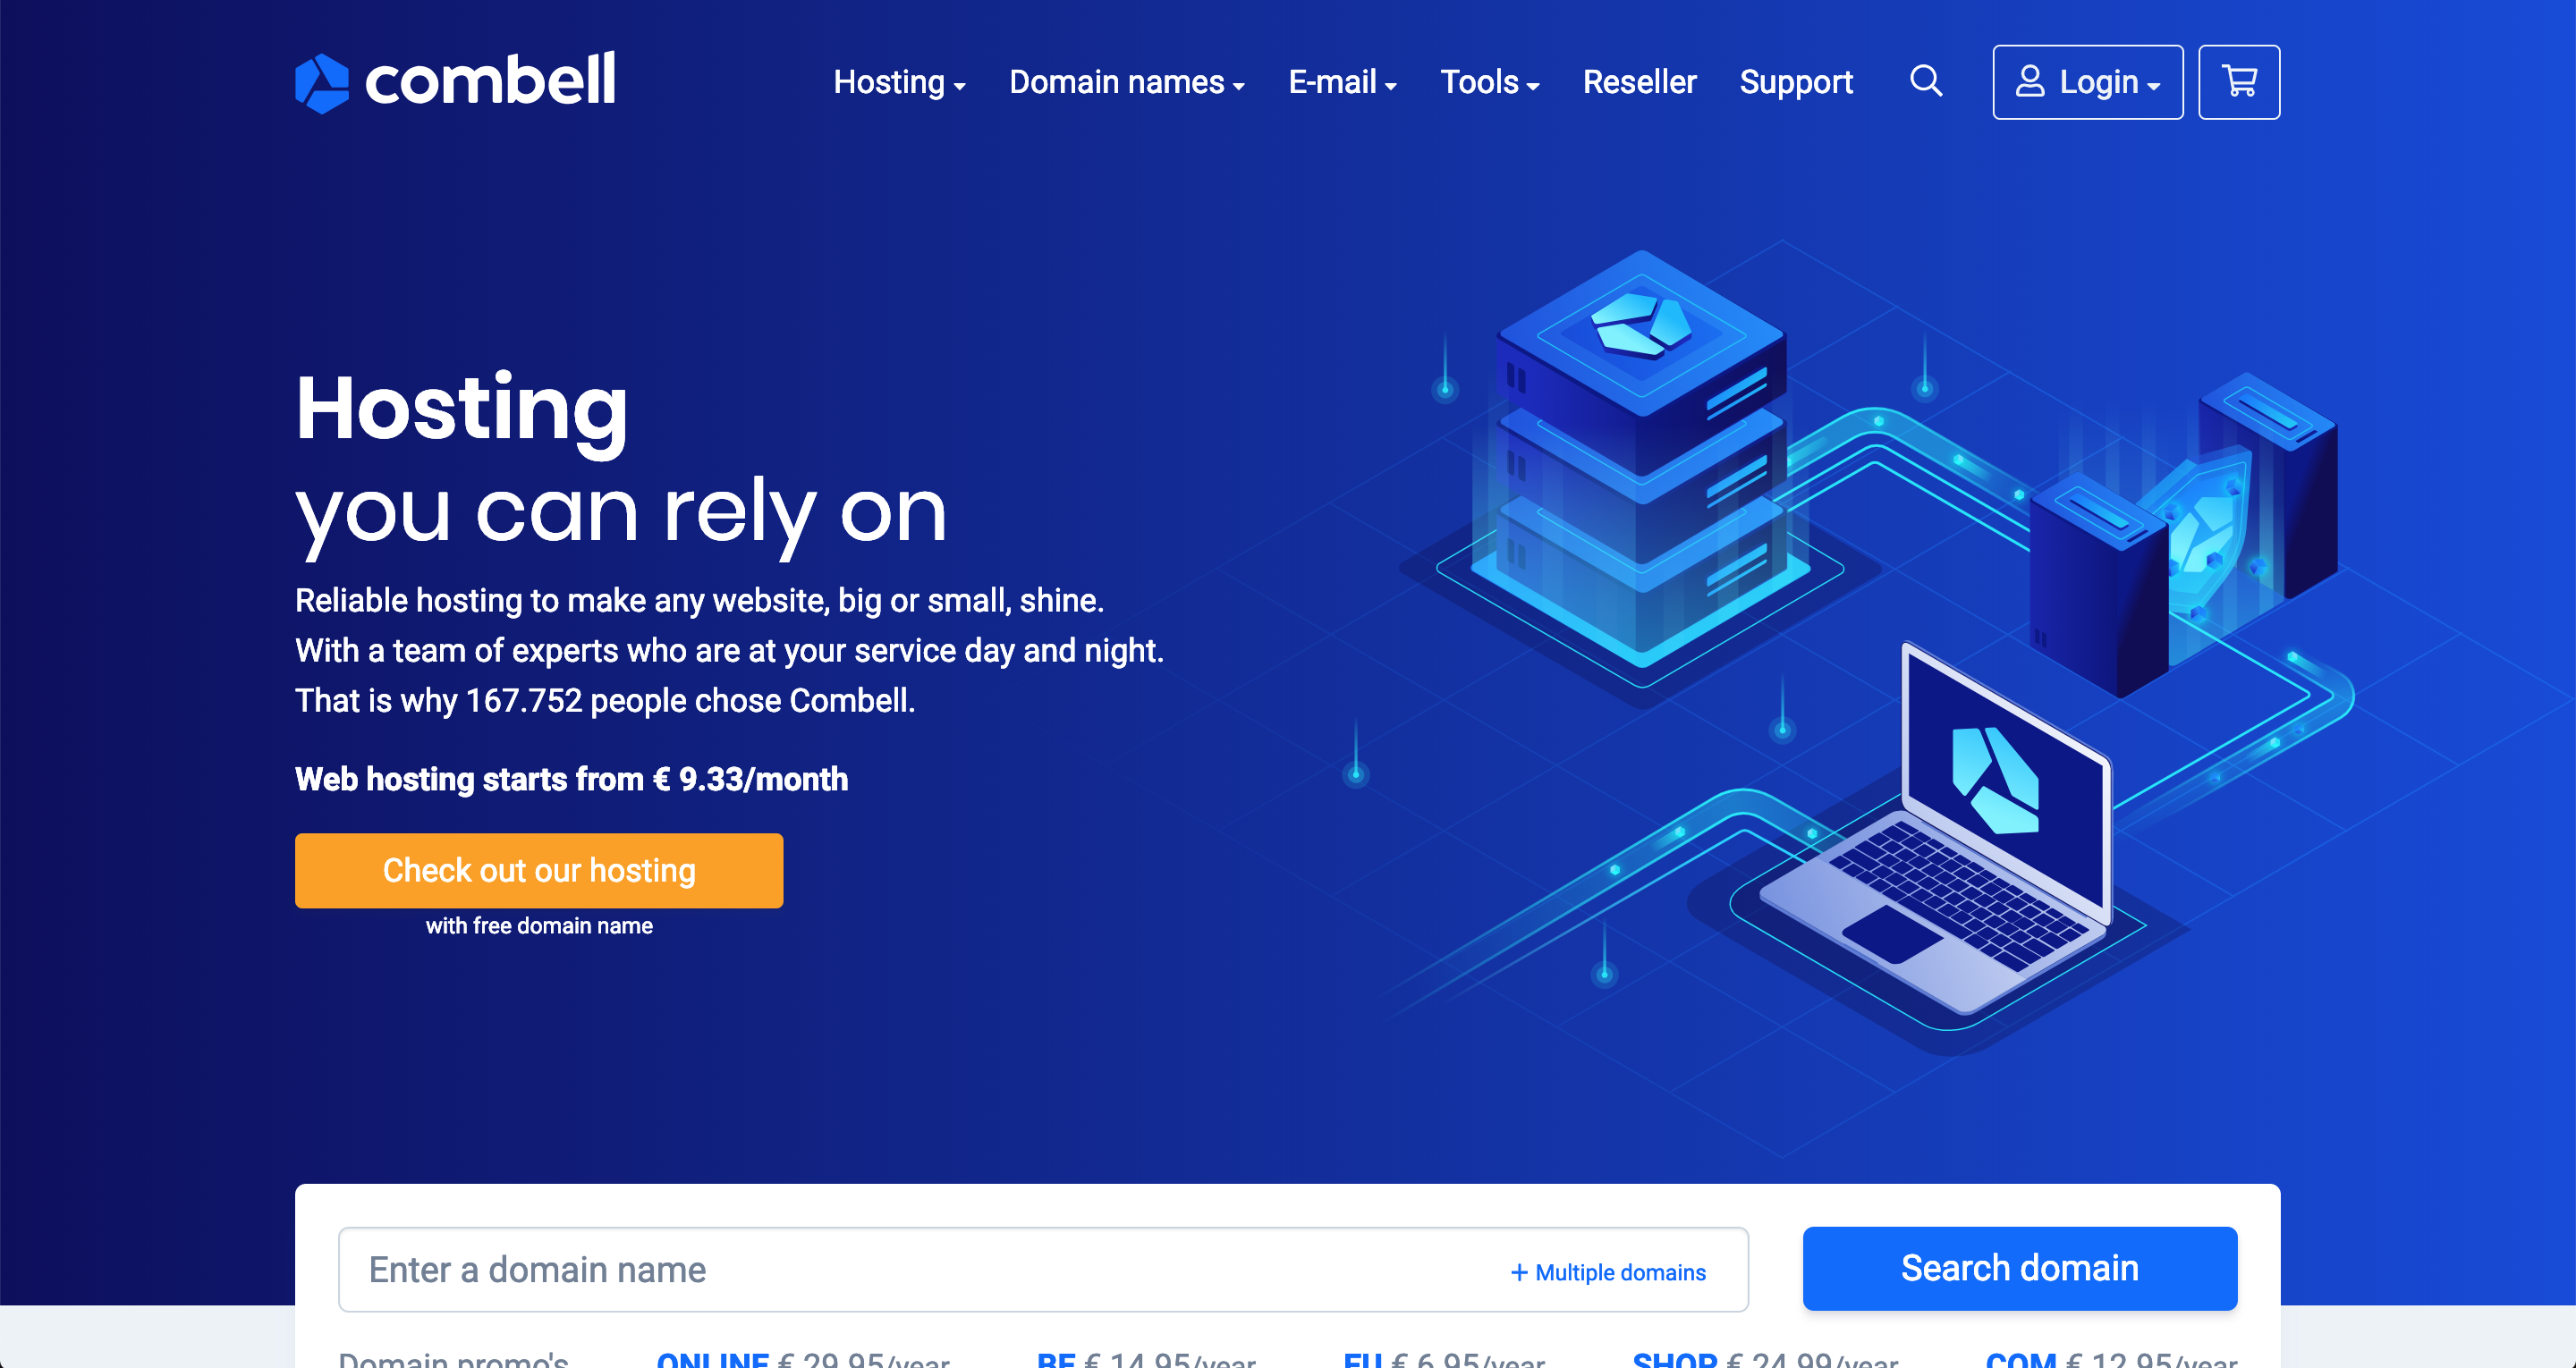 combell
Hosting Domain names E-mail Tools Reseller Support Login
Hosting
you can rely on
Reliable hosting to make any website, big or small, shine.
With a team of experts who are at your service day and night.
That is why 167.752 people chose Combell.
Web hosting starts from € 9.33/month
Check out our hosting
with free domain name
Enter a domain name + Multiple domains Search domain
Domain promo's ONLINE € 29.95/year BE € 14.95/year EU € 6.95/year SHOP € 24.99/year COM € 12.95/year